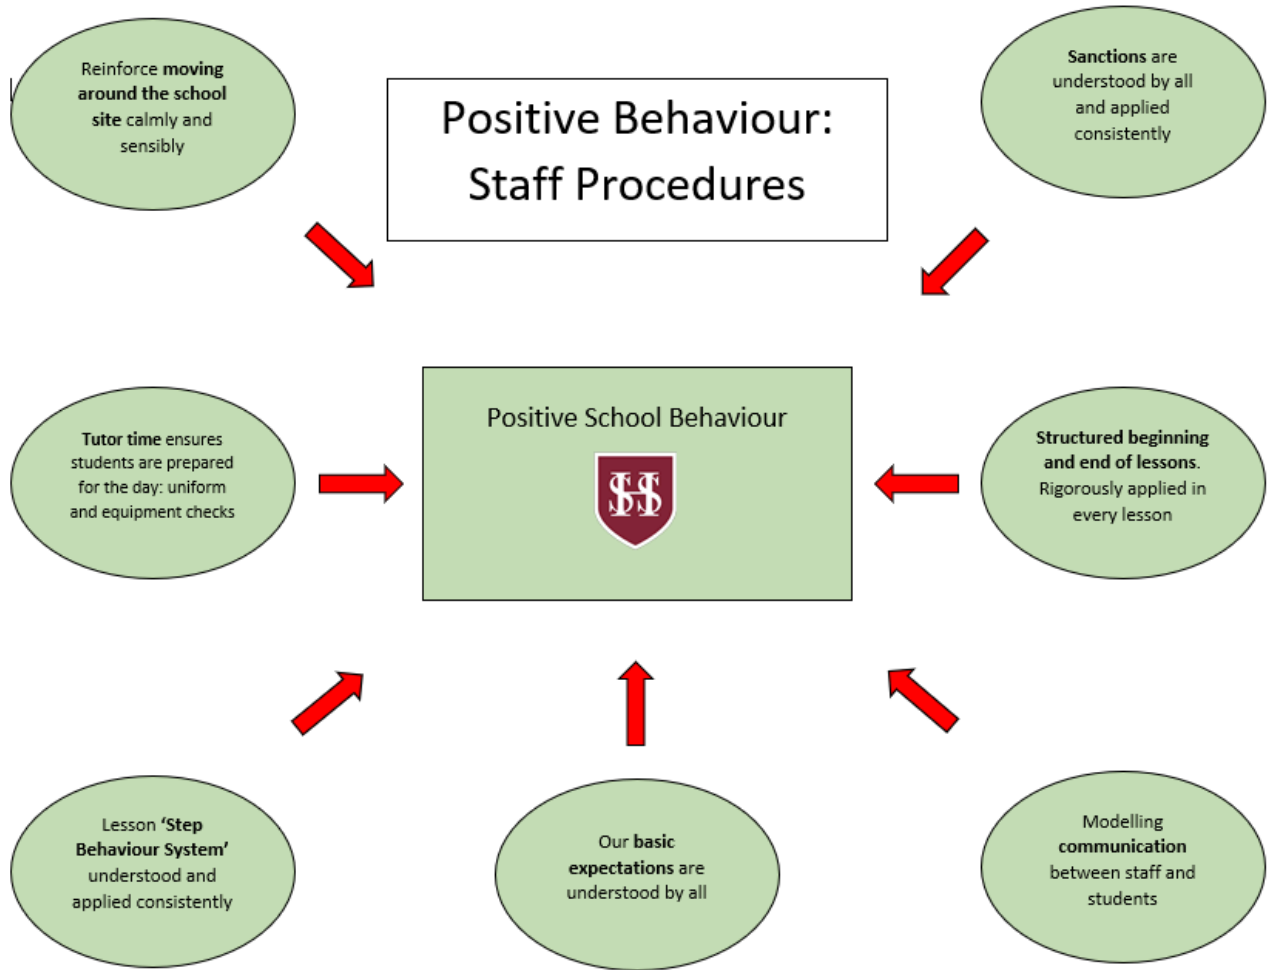 Reinforce moving
around the school
site calmly and
sensibly
Positive Behaviour:
Staff Procedures
Sanctions are
understood by all
and applied
consistently
Tutor time ensures
students are prepared
for the day: uniform
and equipment checks
Positive School Behaviour
Structured beginning
and end of lessons.
Rigorously applied in
every lesson
Lesson ‘Step
Behaviour System’
understood and
applied consistently
Our basic
expectations are
understood by all
Modelling
communication
between staff and
students